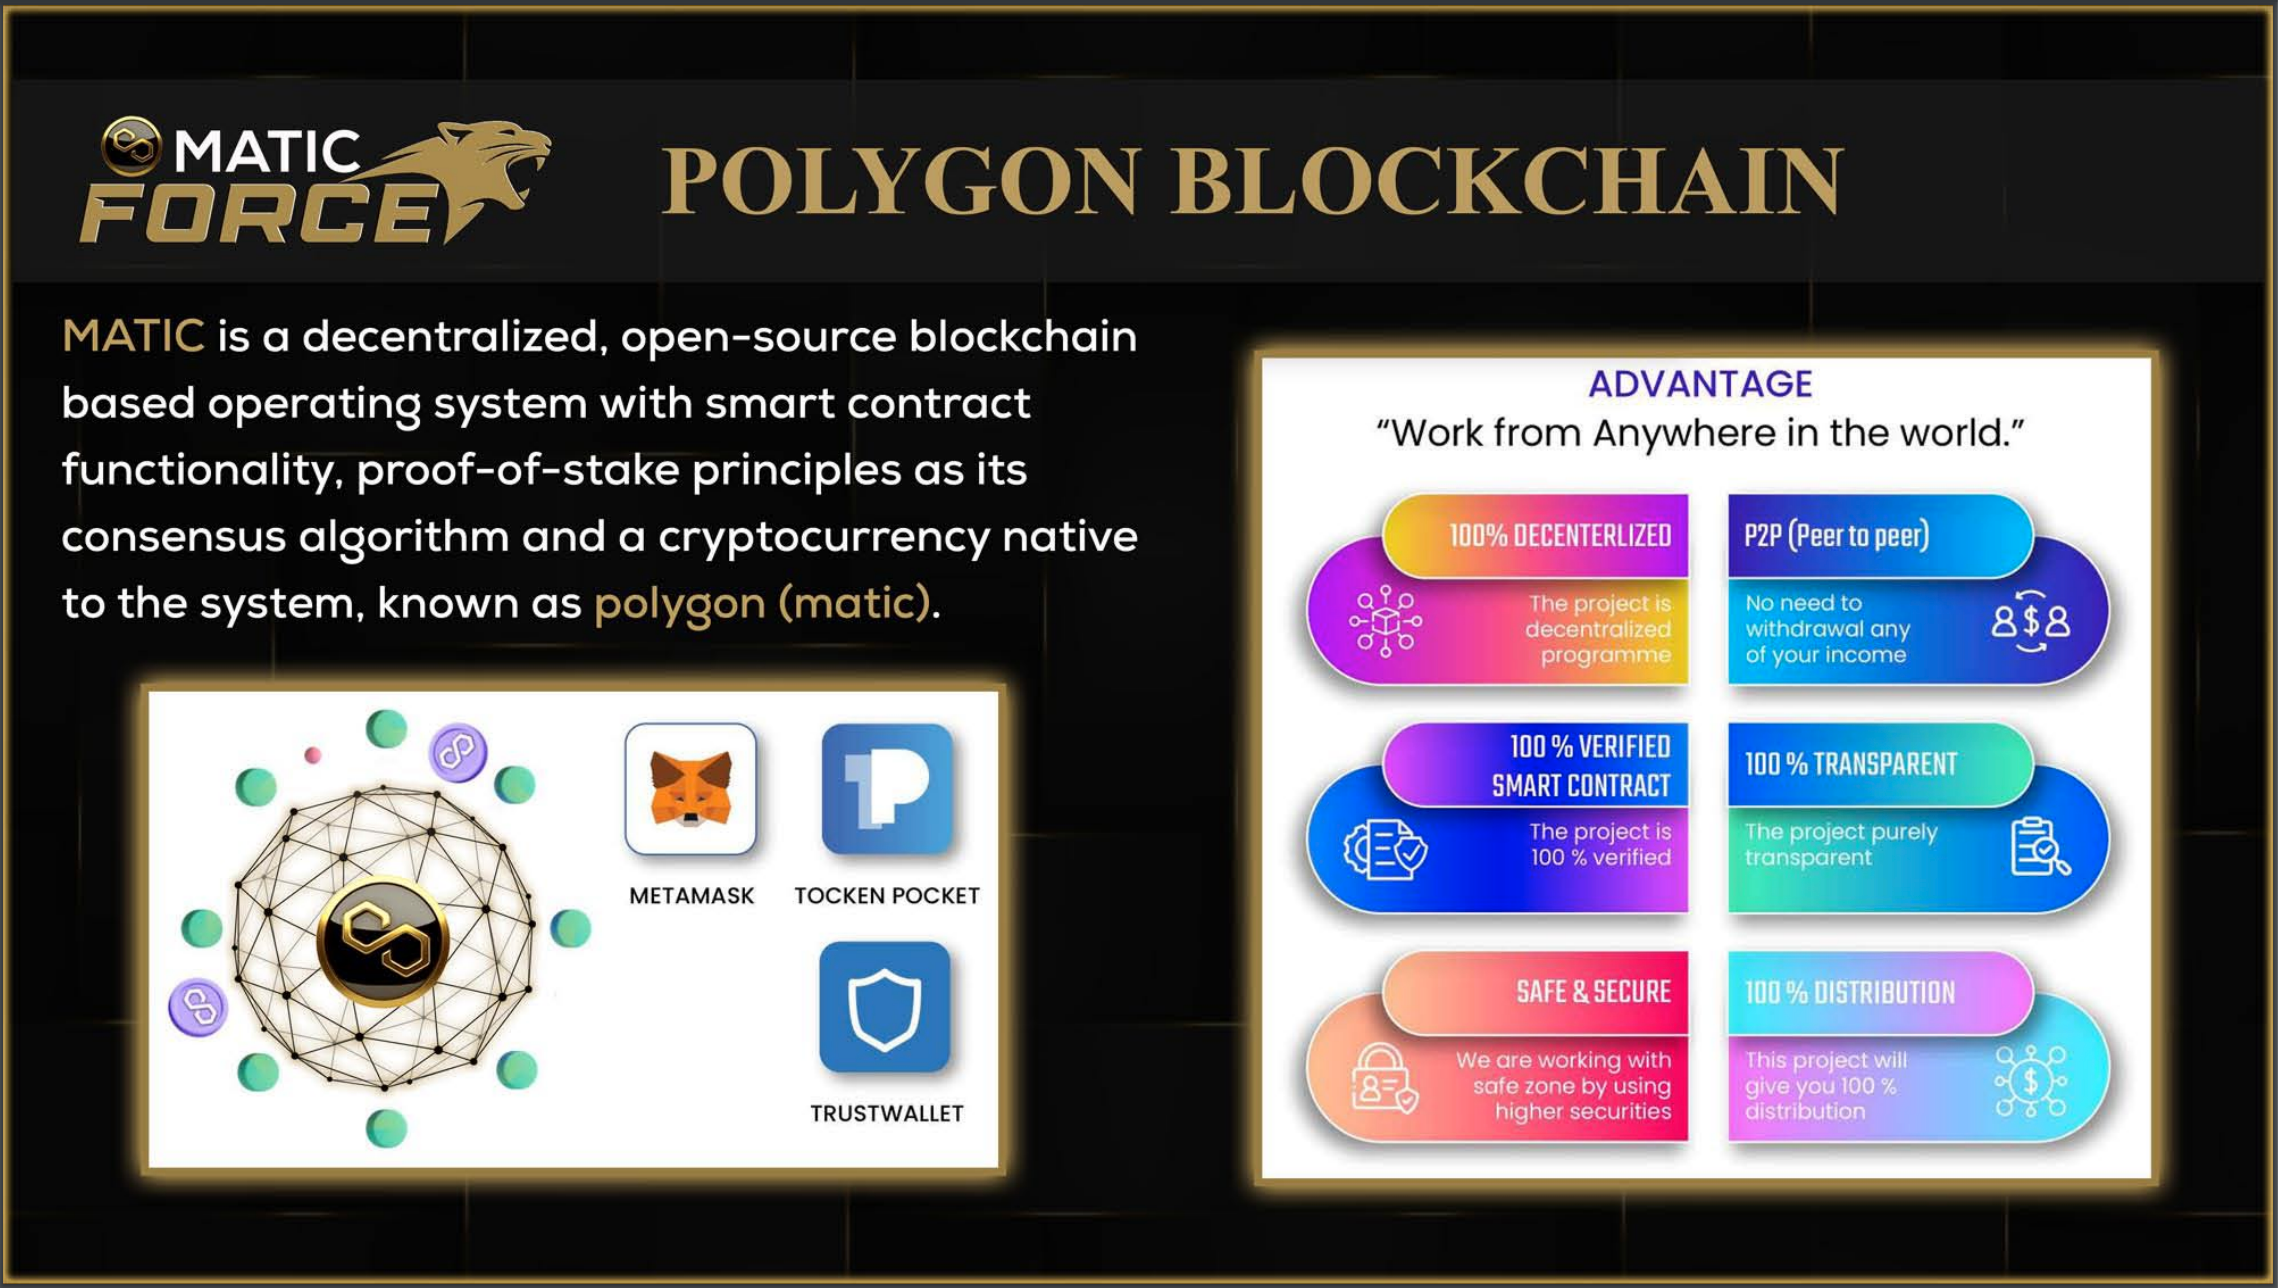 MATIC
FORCE
POLYGON BLOCKCHAIN
MATIC is a decentralized, open-source blockchain
based operating system with smart contract
functionality, proof-of-stake principles as its
consensus algorithm and a cryptocurrency native
to the system, known as polygon (matic).
METAMASK
TOCKEN POCKET
TRUSTWALLET
ADVANTAGE
“Work from Anywhere in the world.”
100% DECENTERLIZED
The project is
decentralized
programme
P2P (Peer to peer)
No need to
withdrawal any
of your income
100 % VERIFIED
SMART CONTRACT
The project is
100 % verified
100 % TRANSPARENT
The project purely
transparent
SAFE & SECURE
We are working with
safe zone by using
higher securities
100 % DISTRIBUTION
This project will
give you 100 %
distribution